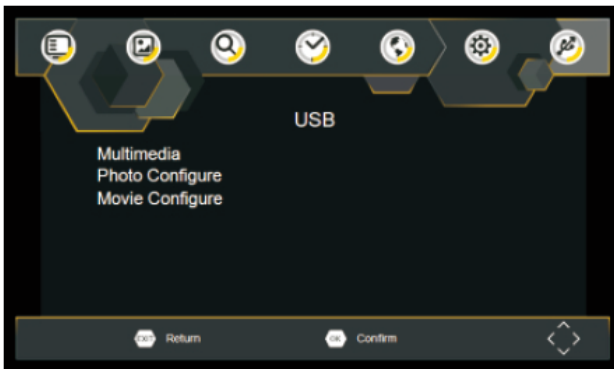 USB
Multimedia
Photo Configure
Movie Configure
EXIT Return
OK Confirm